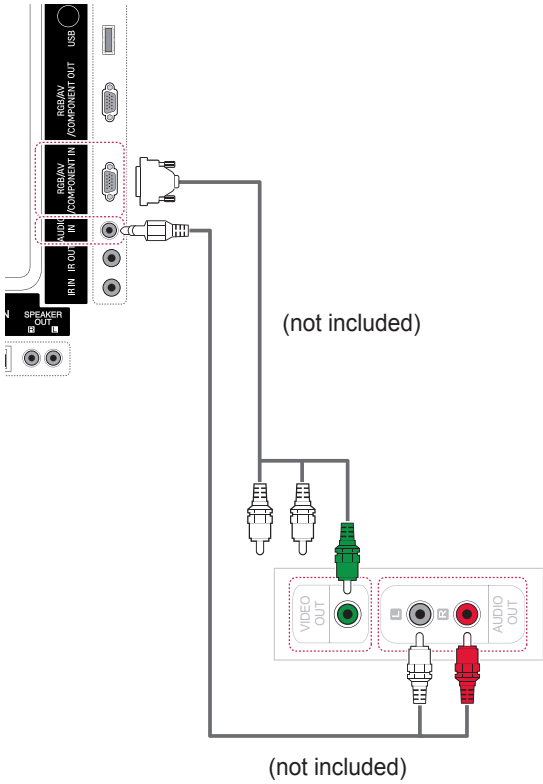 USB
RGB/AV
/COMPONENT OUT
RGB/AV
/COMPONENT IN
AUDIO
IN
IR OUT
IR IN
N
SPEAKER
OUT
R L
(not included)
VIDEO
OUT
L
R
AUDIO
OUT
(not included)